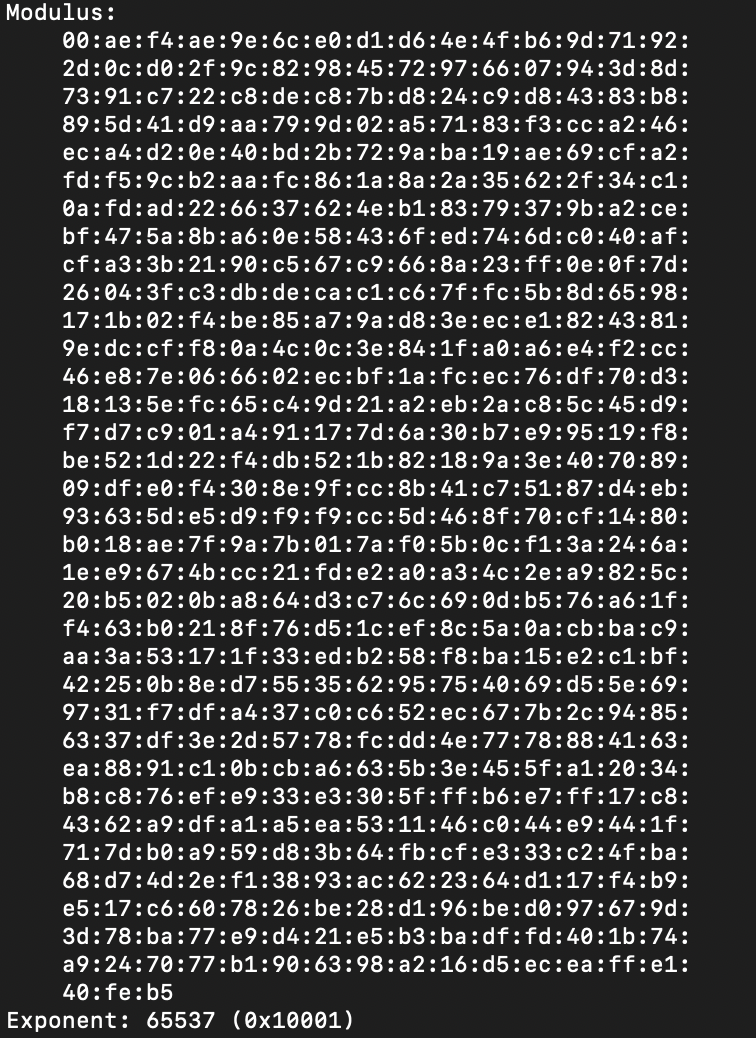 Modulus:
00:ae:f4:ae:9e:6c:e0:d1:d6:4e:4f:b6:9d:71:92:
2d:0c:d0:2f:9c:82:98:45:72:97:66:07:94:3d:8d:
73:91:c7:22:c8:de:c8:7b:d8:24:c9:d8:43:83:b8:
89:5d:41:d9:aa:79:9d:02:a5:71:83:f3:cc:a2:46:
ec:a4:d2:0e:40:bd:2b:72:9a:ba:19:ae:69:cf:a2:
fd:f5:9c:b2:aa:fc:86:1a:8a:2a:35:62:2f:34:c1:
0a:fd:ad:22:66:37:62:4e:b1:83:79:37:9b:a2:ce:
bf:47:5a:8b:a6:0e:58:43:6f:ed:74:6d:c0:40:af:
cf:a3:3b:21:90:c5:67:c9:66:8a:23:ff:0e:0f:7d:
26:04:3f:c3:db:de:ca:c1:c6:7f:fc:5b:8d:65:98:
17:1b:02:f4:be:85:a7:9a:d8:3e:ec:e1:82:43:81:
9e:dc:cf:f8:0a:4c:0c:3e:84:1f:a0:a6:e4:f2:cc:
46:e8:7e:06:66:02:ec:bf:1a:fc:ec:76:df:70:d3:
18:13:5e:fc:65:c4:9d:21:a2:eb:2a:c8:5c:45:d9:
f7:d7:c9:01:a4:91:17:7d:6a:30:b7:e9:95:19:f8:
be:52:1d:22:f4:db:52:1b:82:18:9a:3e:40:70:89:
09:df:e0:f4:30:8e:9f:cc:8b:41:c7:51:87:d4:eb:
93:63:5d:e5:d9:f9:f9:cc:5d:46:8f:70:cf:14:80:
b0:18:ae:7f:9a:7b:01:7a:f0:5b:0c:f1:3a:24:6a:
1e:e9:67:4b:cc:21:fd:e2:a0:a3:4c:2e:a9:82:5c:
20:b5:02:0b:a8:64:d3:c7:6c:69:0d:b5:76:a6:1f:
f4:63:b0:21:8f:76:d5:1c:ef:8c:5a:0a:cb:ba:c9:
aa:3a:53:17:1f:33:ed:b2:58:f8:ba:15:e2:c1:bf:
42:25:0b:8e:d7:55:35:62:95:75:40:69:d5:5e:69:
97:31:f7:df:a4:37:c0:c6:52:ec:67:7b:2c:94:85:
63:37:df:3e:2d:57:78:fc:dd:4e:77:78:88:41:63:
ea:88:91:c1:0b:cb:a6:63:5b:3e:45:5f:a1:20:34:
b8:c8:76:ef:e9:33:e3:30:5f:ff:b6:e7:ff:17:c8:
43:62:a9:df:a1:a5:ea:53:11:46:c0:44:e9:44:1f:
71:7d:b0:a9:59:d8:3b:64:fb:cf:e3:33:c2:4f:ba:
68:d7:4d:2e:f1:38:93:ac:62:23:64:d1:17:f4:b9:
e5:17:c6:60:78:26:be:28:d1:96:be:d0:97:67:9d:
3d:78:ba:77:e9:d4:21:e5:b3:ba:df:fd:40:1b:74:
a9:24:70:77:b1:90:63:98:a2:16:d5:ec:ea:ff:e1:
40:fe:b5
Exponent: 65537 (0x10001)